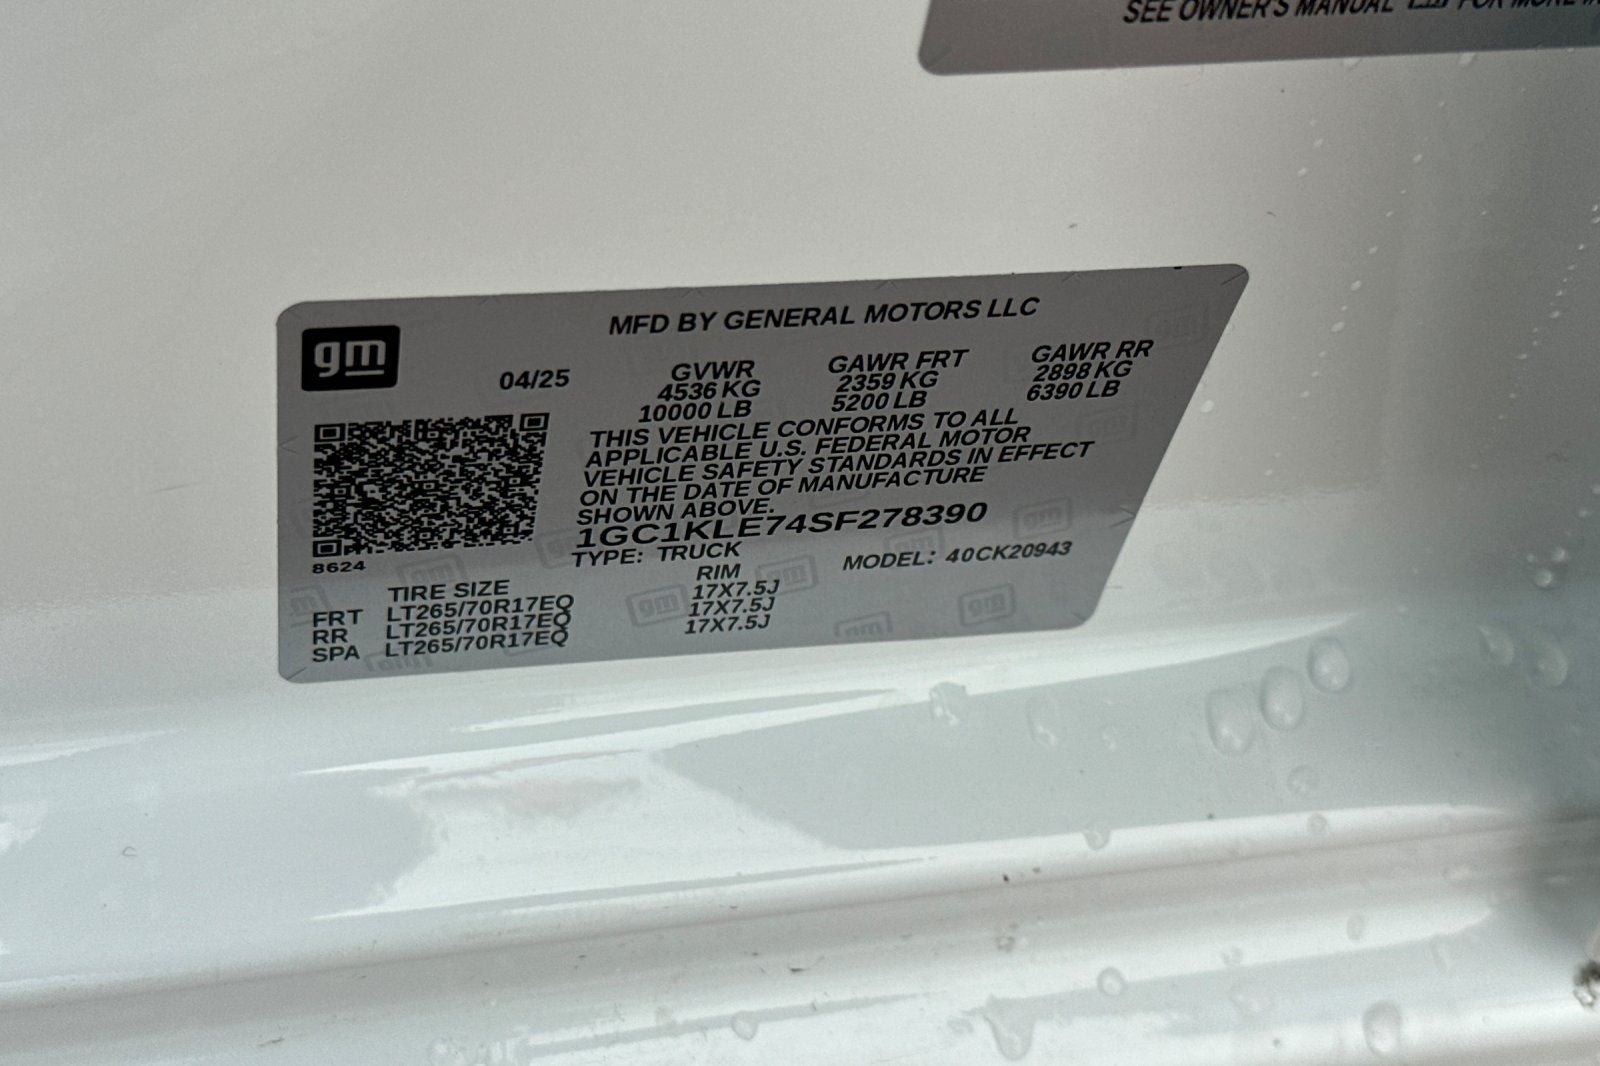 SEE OWNER'S MANUAL FOR MORE
gm
MFD BY GENERAL MOTORS LLC
04/25
GVWR GAWR FRT GAWR RR
4536 KG 2359 KG 2898 KG
10000 LB 5200 LB 6390 LB
THIS VEHICLE CONFORMS TO ALL
APPLICABLE U.S. FEDERAL MOTOR
VEHICLE SAFETY STANDARDS IN EFFECT
ON THE DATE OF MANUFACTURE
SHOWN ABOVE.
1GC1KLE74SF278390
TYPE: TRUCK MODEL: 40CK20943
8624
TIRE SIZE RIM
FRT LT265/70R17EQ 17X7.5J
RR LT265/70R17EQ 17X7.5J
SPA LT265/70R17EQ 17X7.5J